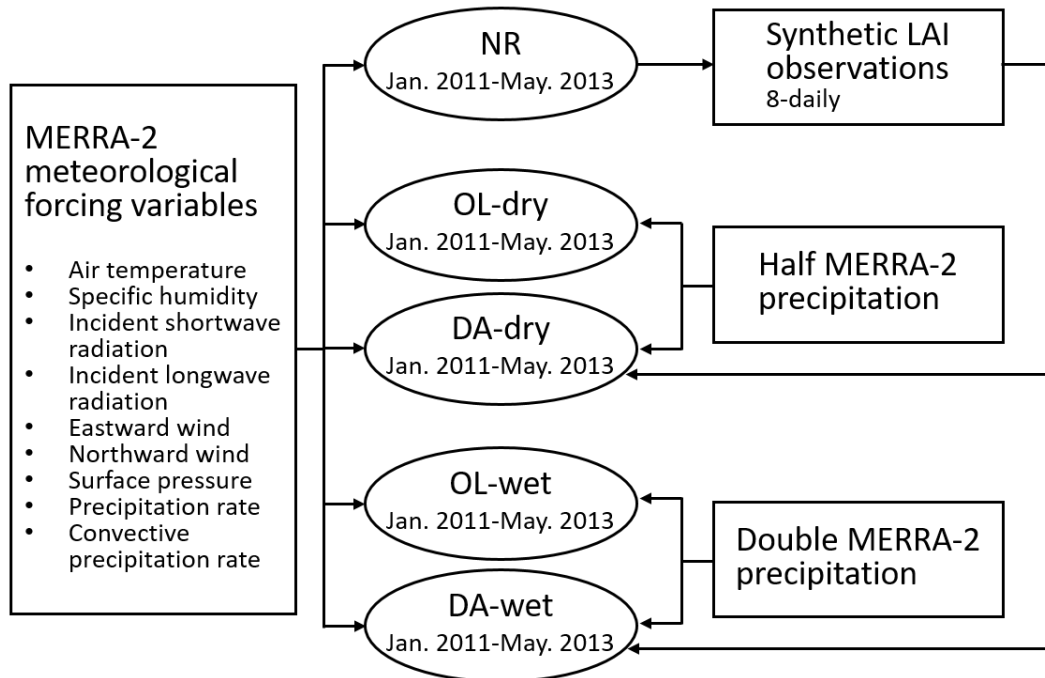 MERRA-2
meteorological
forcing variables
• Air temperature
• Specific humidity
• Incident shortwave
radiation
• Incident longwave
radiation
• Eastward wind
• Northward wind
• Surface pressure
• Precipitation rate
• Convective
precipitation rate
NR
Jan. 2011-May. 2013
OL-dry
Jan. 2011-May. 2013
DA-dry
Jan. 2011-May. 2013
OL-wet
Jan. 2011-May. 2013
DA-wet
Jan. 2011-May. 2013
Synthetic LAI
observations
8-daily
Half MERRA-2
precipitation
Double MERRA-2
precipitation